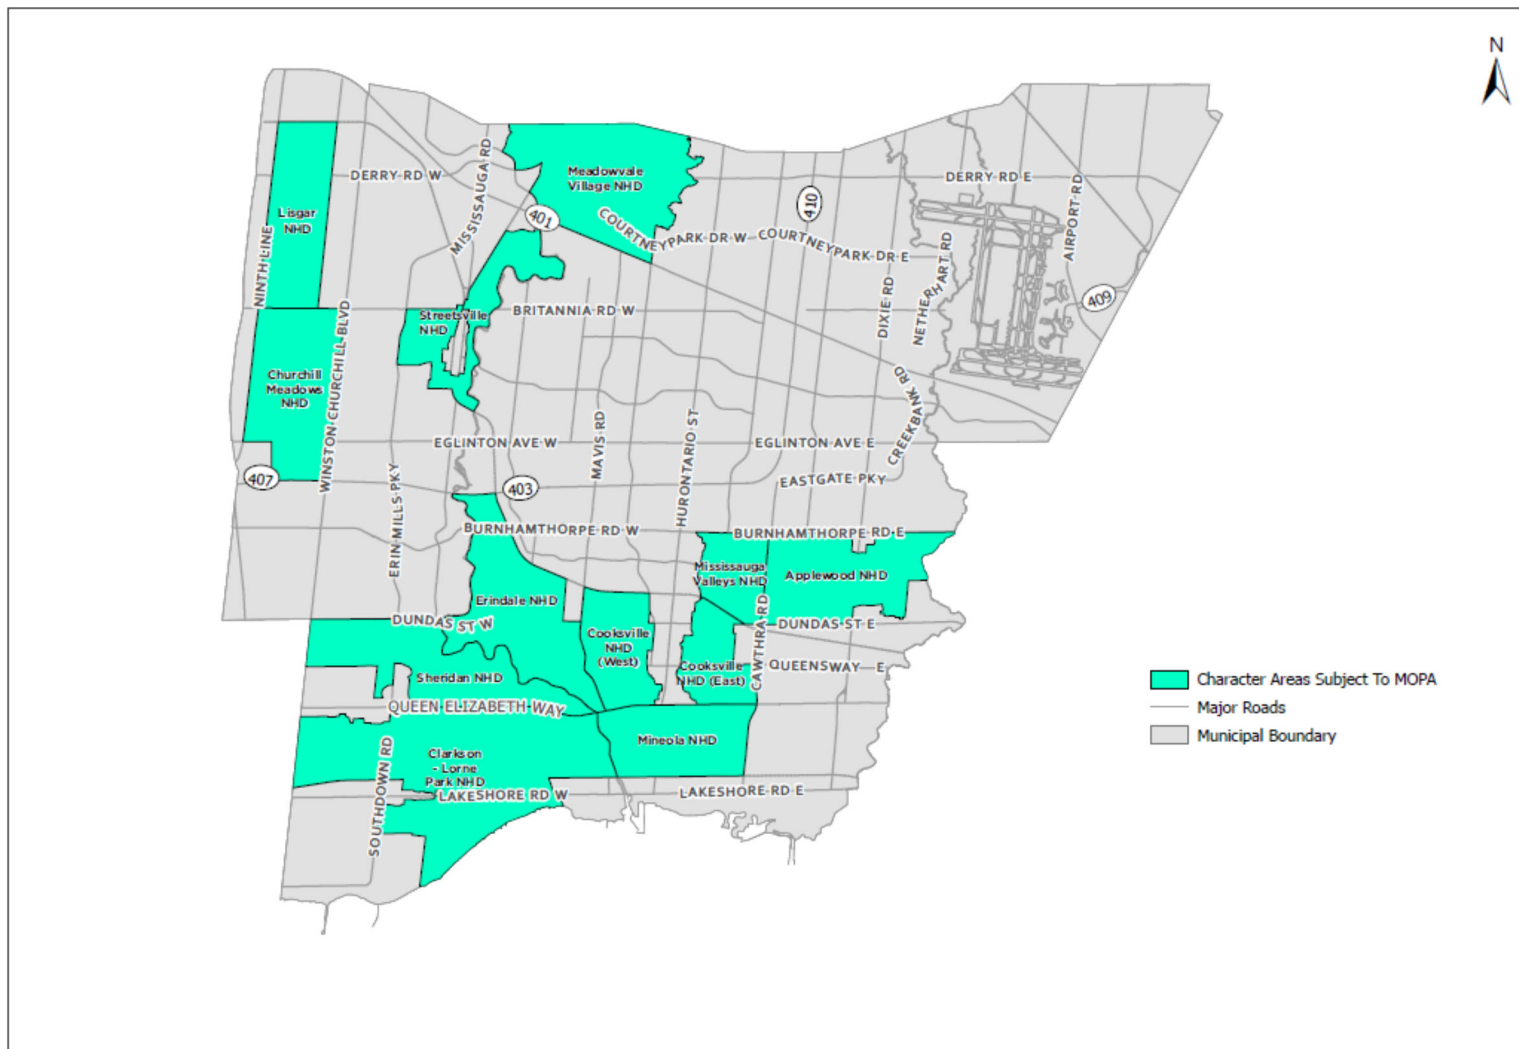 N
Meadowvale
Village NHD
DERRY RD W
DERRY RD E
MISSISSAUGA RD
401
410
AIRPORT RD
Lisgar
NHD
COURTNEYPARK DR W
COURTNEYPARK DR E
NINTH LINE
NETHERHART RD
DIXIE RD
409
Streetsville
NHD
BRITANNIA RD W
WINSTON CHURCHILL BLVD
Churchill
Meadows
NHD
CREEKBANK RD
MAVIS RD
HURONTARIO ST
EGLINTON AVE W
EGLINTON AVE E
407
403
EASTGATE PKY
ERIN MILLS PKY
BURNHAMTHORPE RD W
BURNHAMTHORPE RD E
Mississauga
Valleys NHD
Applewood NHD
Erindale NHD
CAWTHRA RD
DUNDAS ST W
DUNDAS ST E
Cooksville
NHD
(West)
Cooksville
NHD (East)
QUEENSWAY E
Sheridan NHD
QUEEN ELIZABETH WAY
Character Areas Subject To MOPA
Major Roads
Municipal Boundary
Mineola NHD
SOUTHDOWN RD
Clarkson
- Lorne
Park NHD
LAKESHORE RD W
LAKESHORE RD E